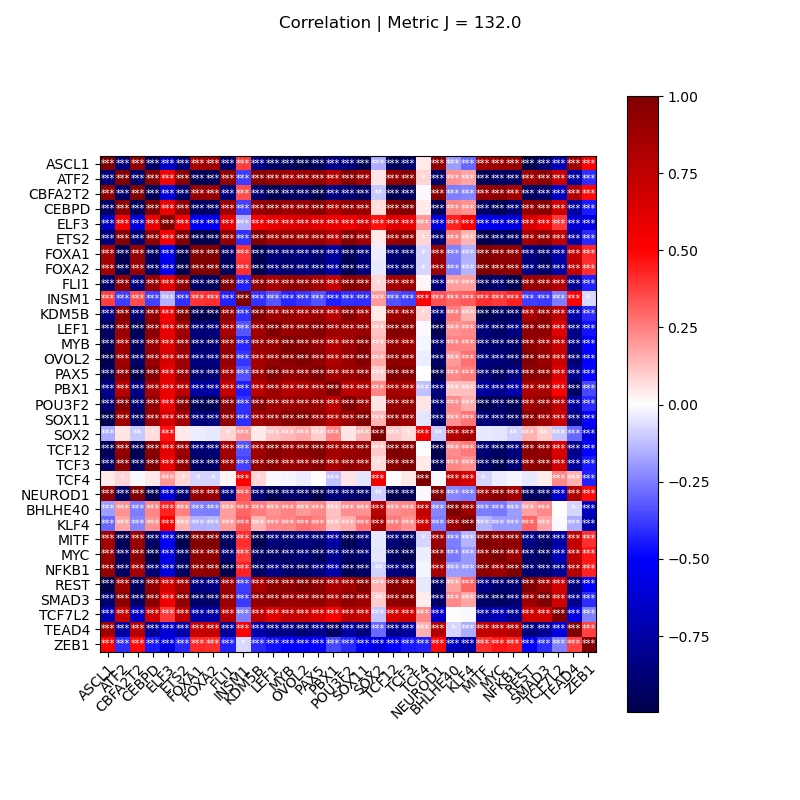 Correlation | Metric J = 132.0
ASCL1
ATF2
CBFA2T2
CEBPD
ELF3
ETS2
FOXA1
FOXA2
FLI1
INSM1
KDM5B
LEF1
MYB
OVOL2
PAX5
PBX1
POU3F2
SOX11
SOX2
TCF12
TCF3
TCF4
NEUROD1
BHLHE40
KLF4
MITF
MYC
NFKB1
REST
SMAD3
TCF7L2
TEAD4
ZEB1
ASCL1
ATF2
CBFA2T2
CEBPD
ELF3
ETS2
FOXA1
FOXA2
FLI1
INSM1
KDM5B
LEF1
MYB
OVOL2
PAX5
PBX1
POU3F2
SOX11
SOX2
TCF12
TCF3
TCF4
NEUROD1
BHLHE40
KLF4
MITF
MYC
NFKB1
REST
SMAD3
TCF7L2
TEAD4
ZEB1
1.00
0.75
0.50
0.25
0.00
−0.25
−0.50
−0.75